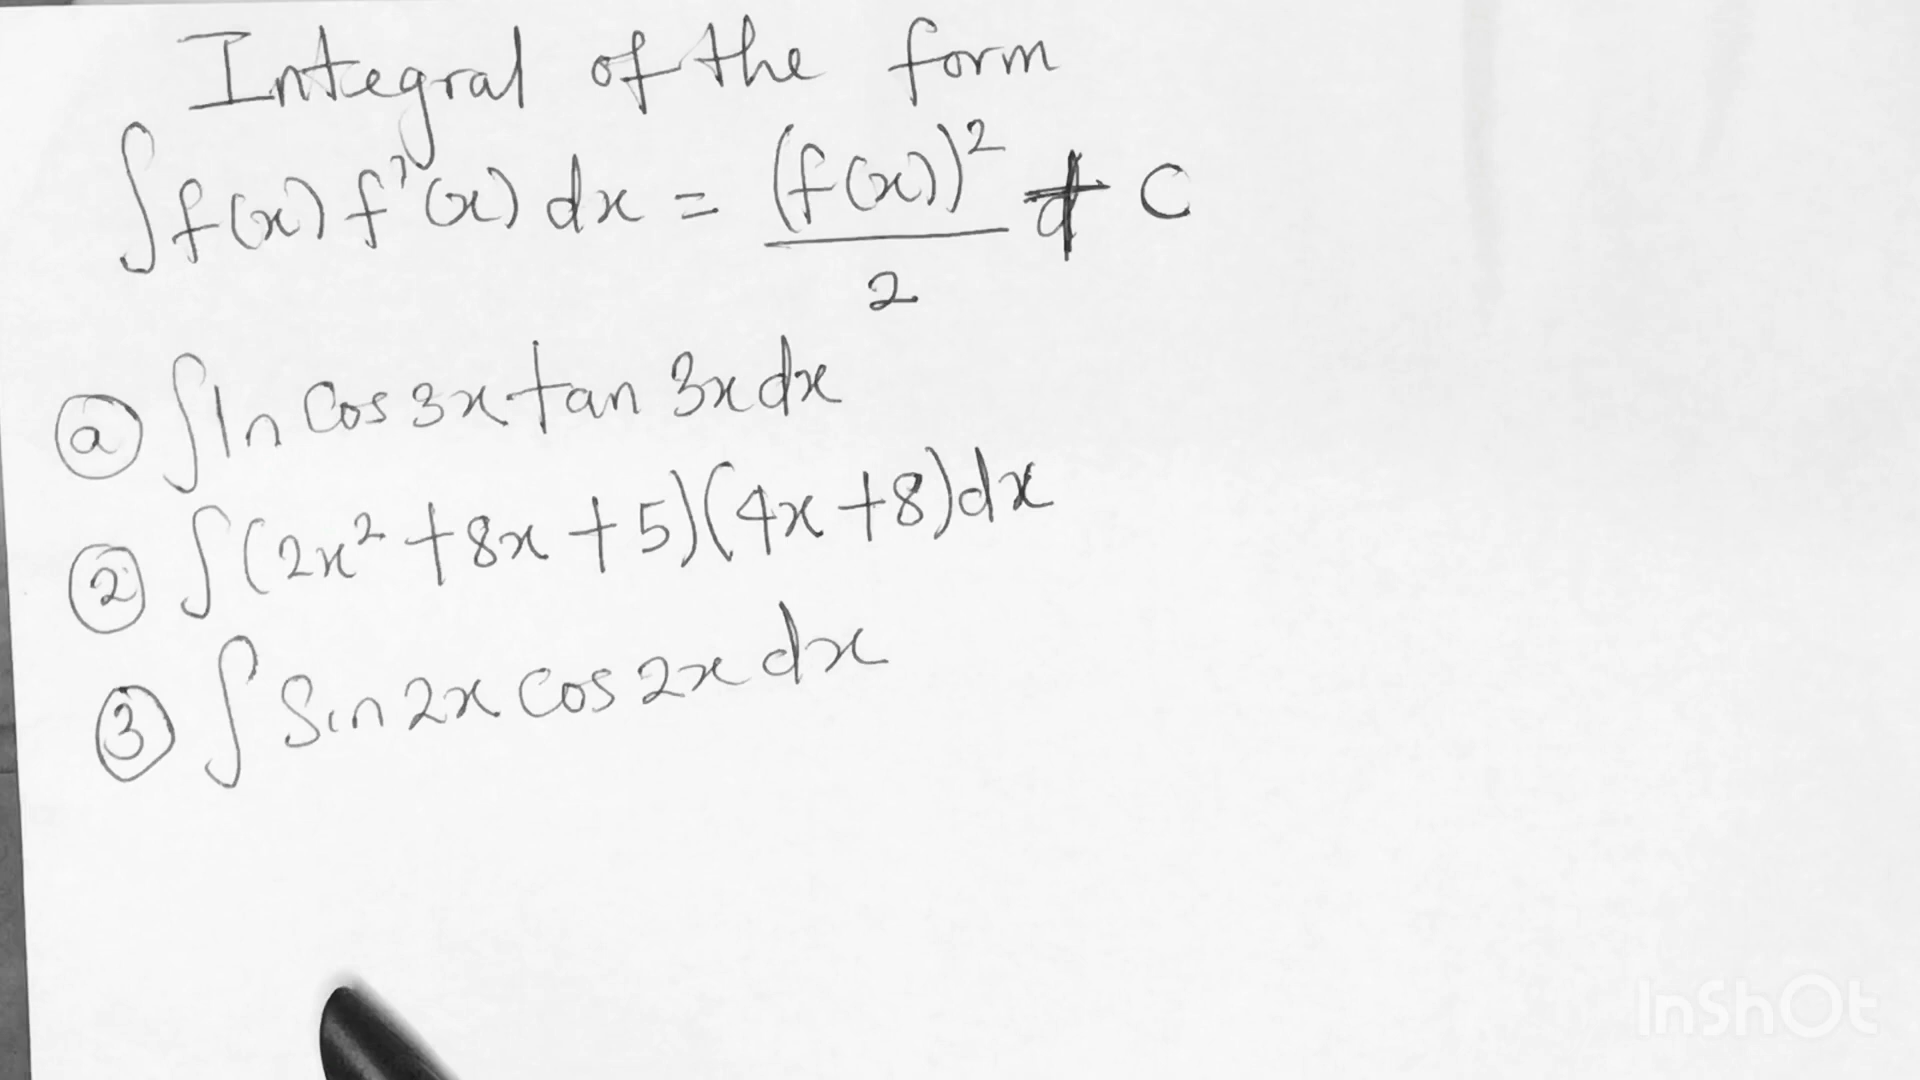 Integral of the form
∫f(x) f'(x) dx = (f(x))²/2 + C
ⓐ ∫ln cos 3x tan 3x dx
② ∫(2x² + 8x + 5)(4x + 8)dx
③ ∫ Sin 2x cos 2x dx
InShOt